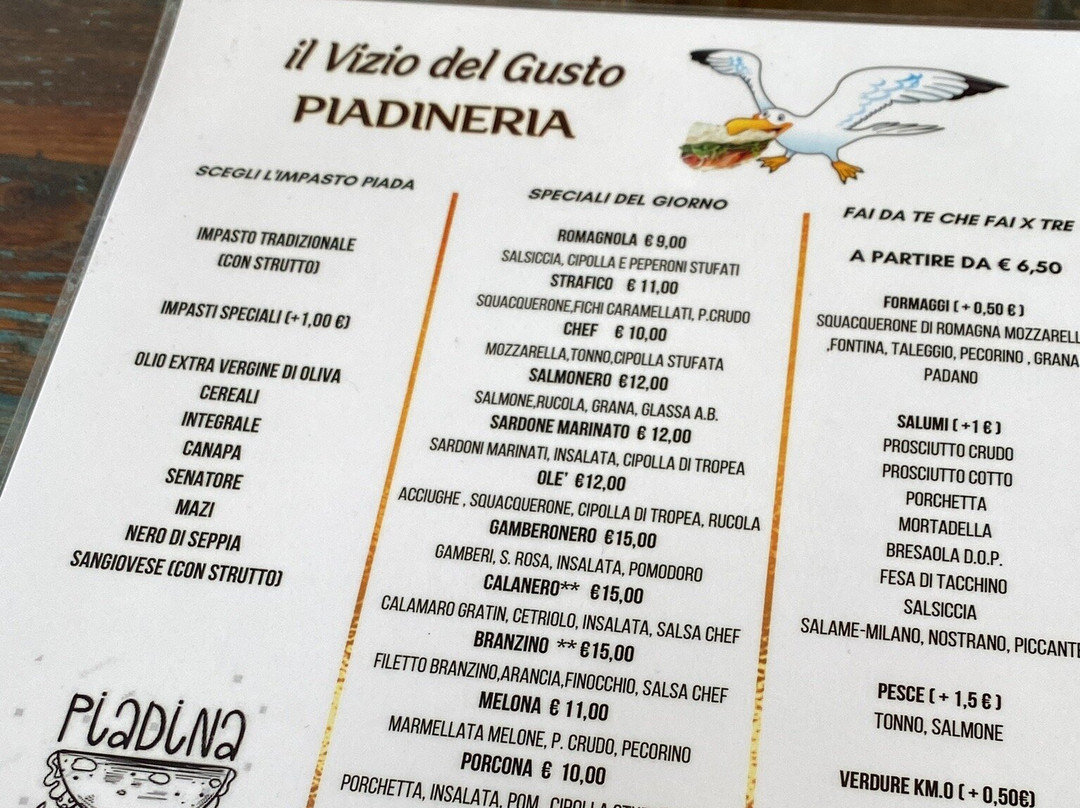 il Vizio del Gusto
PIADINERIA
SCEGLI L'IMPASTO PIADA
IMPASTO TRADIZIONALE
(CON STRUTTO)
IMPASTI SPECIALI (+1,00 €)
OLIO EXTRA VERGINE DI OLIVA
CEREALI
INTEGRALE
CANAPA
SENATORE
MAZI
NERO DI SEPPIA
SANGIOVESE (CON STRUTTO)
PiaDiNa
SPECIALI DEL GIORNO
ROMAGNOLA € 9,00
SALSICCIA, CIPOLLA E PEPERONI STUFATI
STRAFICO € 11,00
SQUACQUERONE,FICHI CARAMELLATI, P.CRUDO
CHEF € 10,00
MOZZARELLA,TONNO,CIPOLLA STUFATA
SALMONERO €12,00
SALMONE,RUCOLA, GRANA, GLASSA A.B.
SARDONE MARINATO € 12,00
SARDONI MARINATI, INSALATA, CIPOLLA DI TROPEA
OLE' €12,00
ACCIUGHE , SQUACQUERONE, CIPOLLA DI TROPEA, RUCOLA
GAMBERONERO €15,00
GAMBERI, S. ROSA, INSALATA, POMODORO
CALANERO** €15,00
CALAMARO GRATIN, CETRIOLO, INSALATA, SALSA CHEF
BRANZINO **€15,00
FILETTO BRANZINO,ARANCIA,FINOCCHIO, SALSA CHEF
MELONA € 11,00
MARMELLATA MELONE, P. CRUDO, PECORINO
PORCONA € 10,00
PORCHETTA, INSALATA, POM., CIPOLLA
FAI DA TE CHE FAI X TRE
A PARTIRE DA € 6,50
FORMAGGI ( + 0,50 € )
SQUACQUERONE DI ROMAGNA MOZZARELL
,FONTINA, TALEGGIO, PECORINO , GRANA
PADANO
SALUMI ( +1 € )
PROSCIUTTO CRUDO
PROSCIUTTO COTTO
PORCHETTA
MORTADELLA
BRESAOLA D.O.P.
FESA DI TACCHINO
SALSICCIA
SALAME-MILANO, NOSTRANO, PICCANTE
PESCE ( + 1,5 € )
TONNO, SALMONE
VERDURE KM.0 ( + 0,50€)